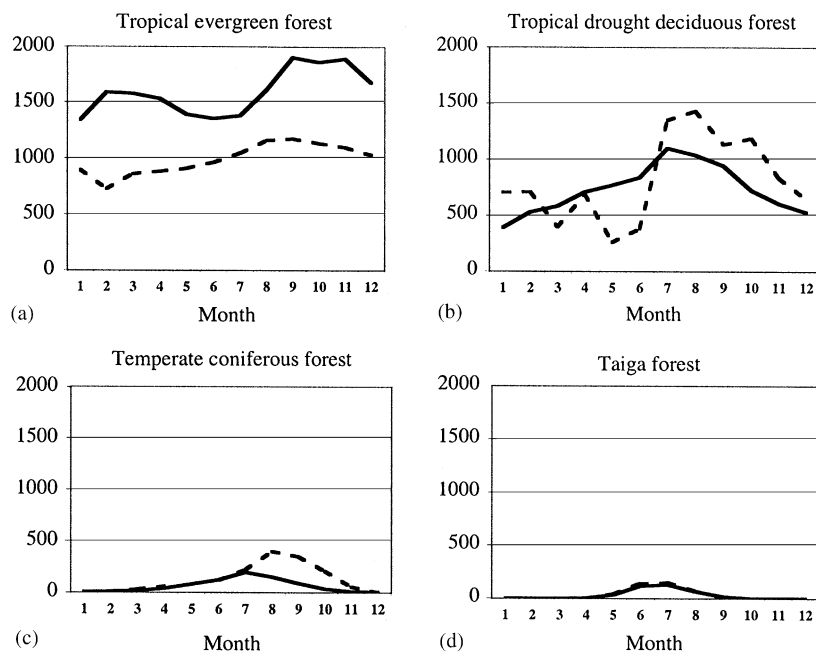 Tropical evergreen forest
2000
1500
1000
500
0
1 2 3 4 5 6 7 8 9 10 11 12
(a)
Month
Tropical drought deciduous forest
2000
1500
1000
500
0
1 2 3 4 5 6 7 8 9 10 11 12
(b)
Month
Temperate coniferous forest
2000
1500
1000
500
0
1 2 3 4 5 6 7 8 9 10 11 12
(c)
Month
Taiga forest
2000
1500
1000
500
0
1 2 3 4 5 6 7 8 9 10 11 12
(d)
Month